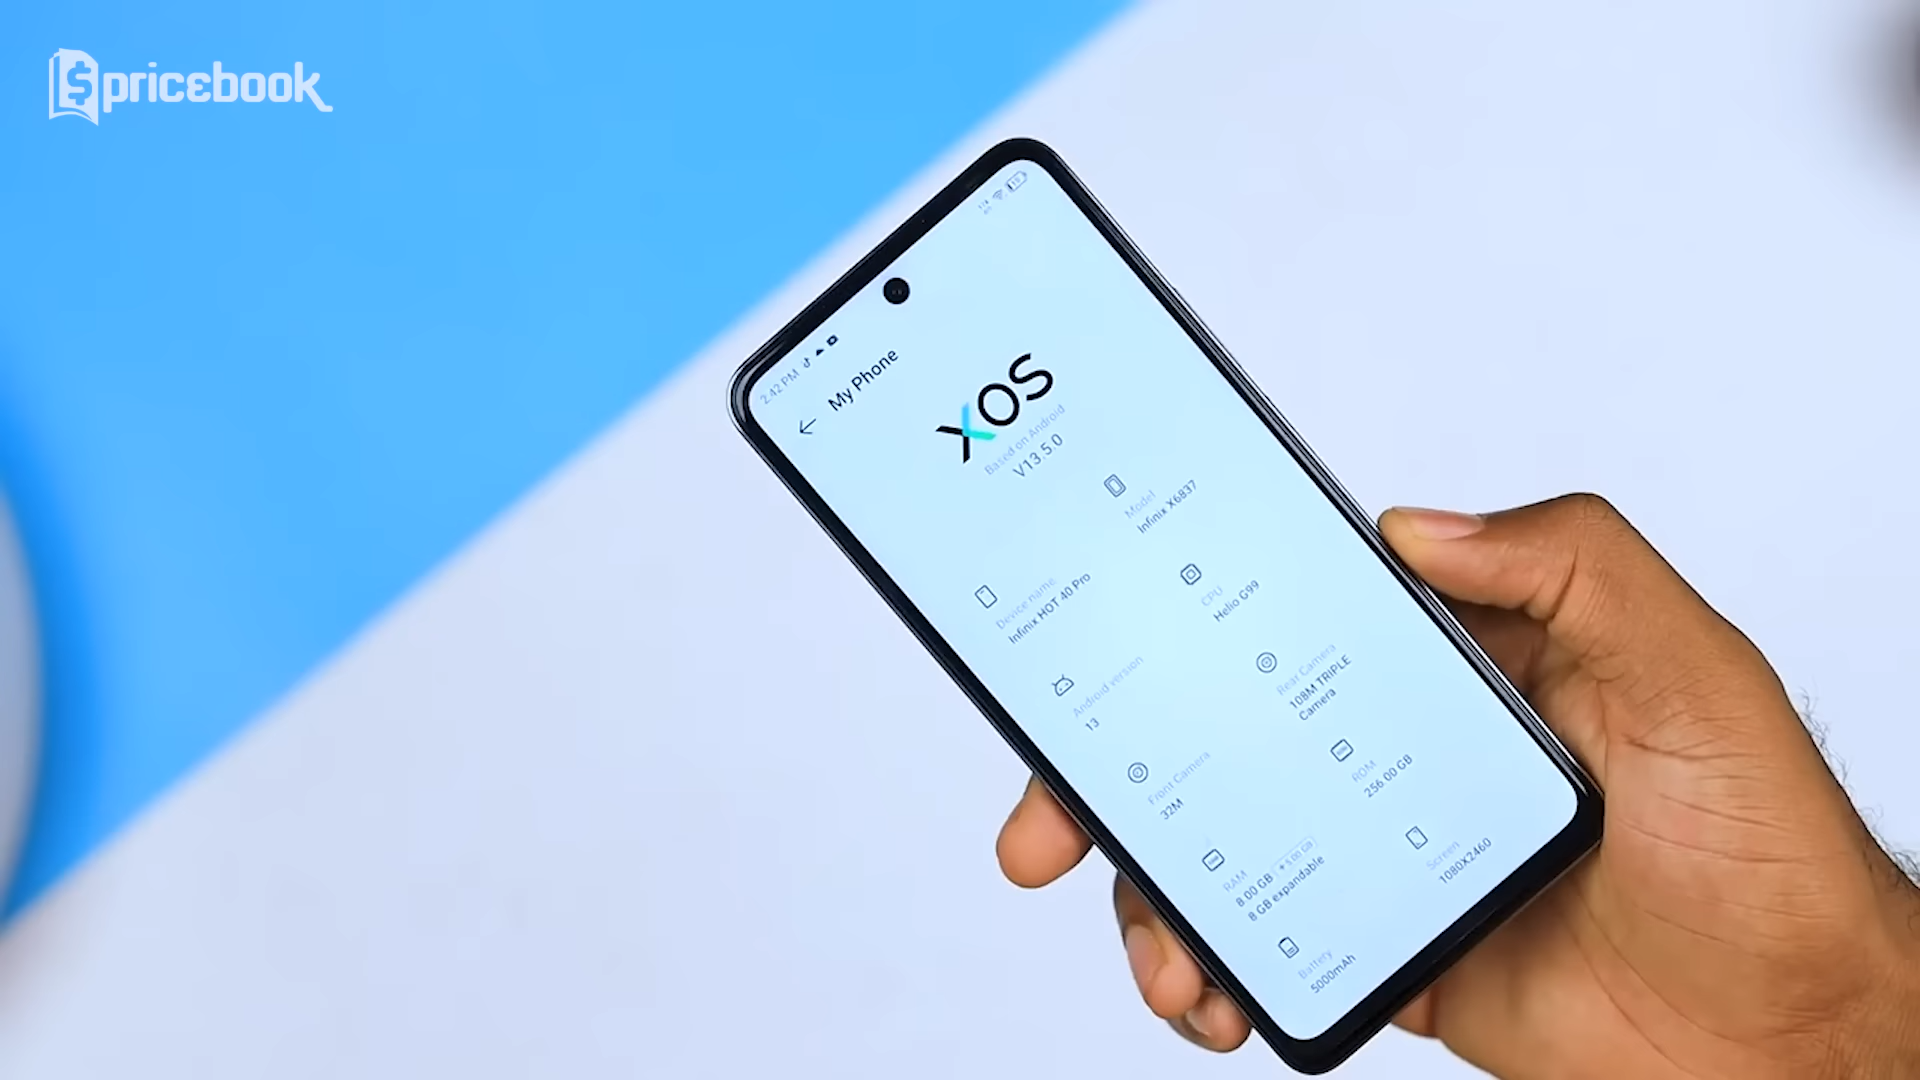 pricebook
2:42 PM
My Phone
XOS
Based on Android
V13.5.0
Model
Infinix X6837
Device name
Infinix HOT 40 Pro
CPU
Helio G99
Android version
13
Rear Camera
108M TRIPLE
Camera
Front Camera
32M
ROM
256.00 GB
RAM
8.00 GB
8 GB expandable
Screen
1080X2460
Battery
5000mAh